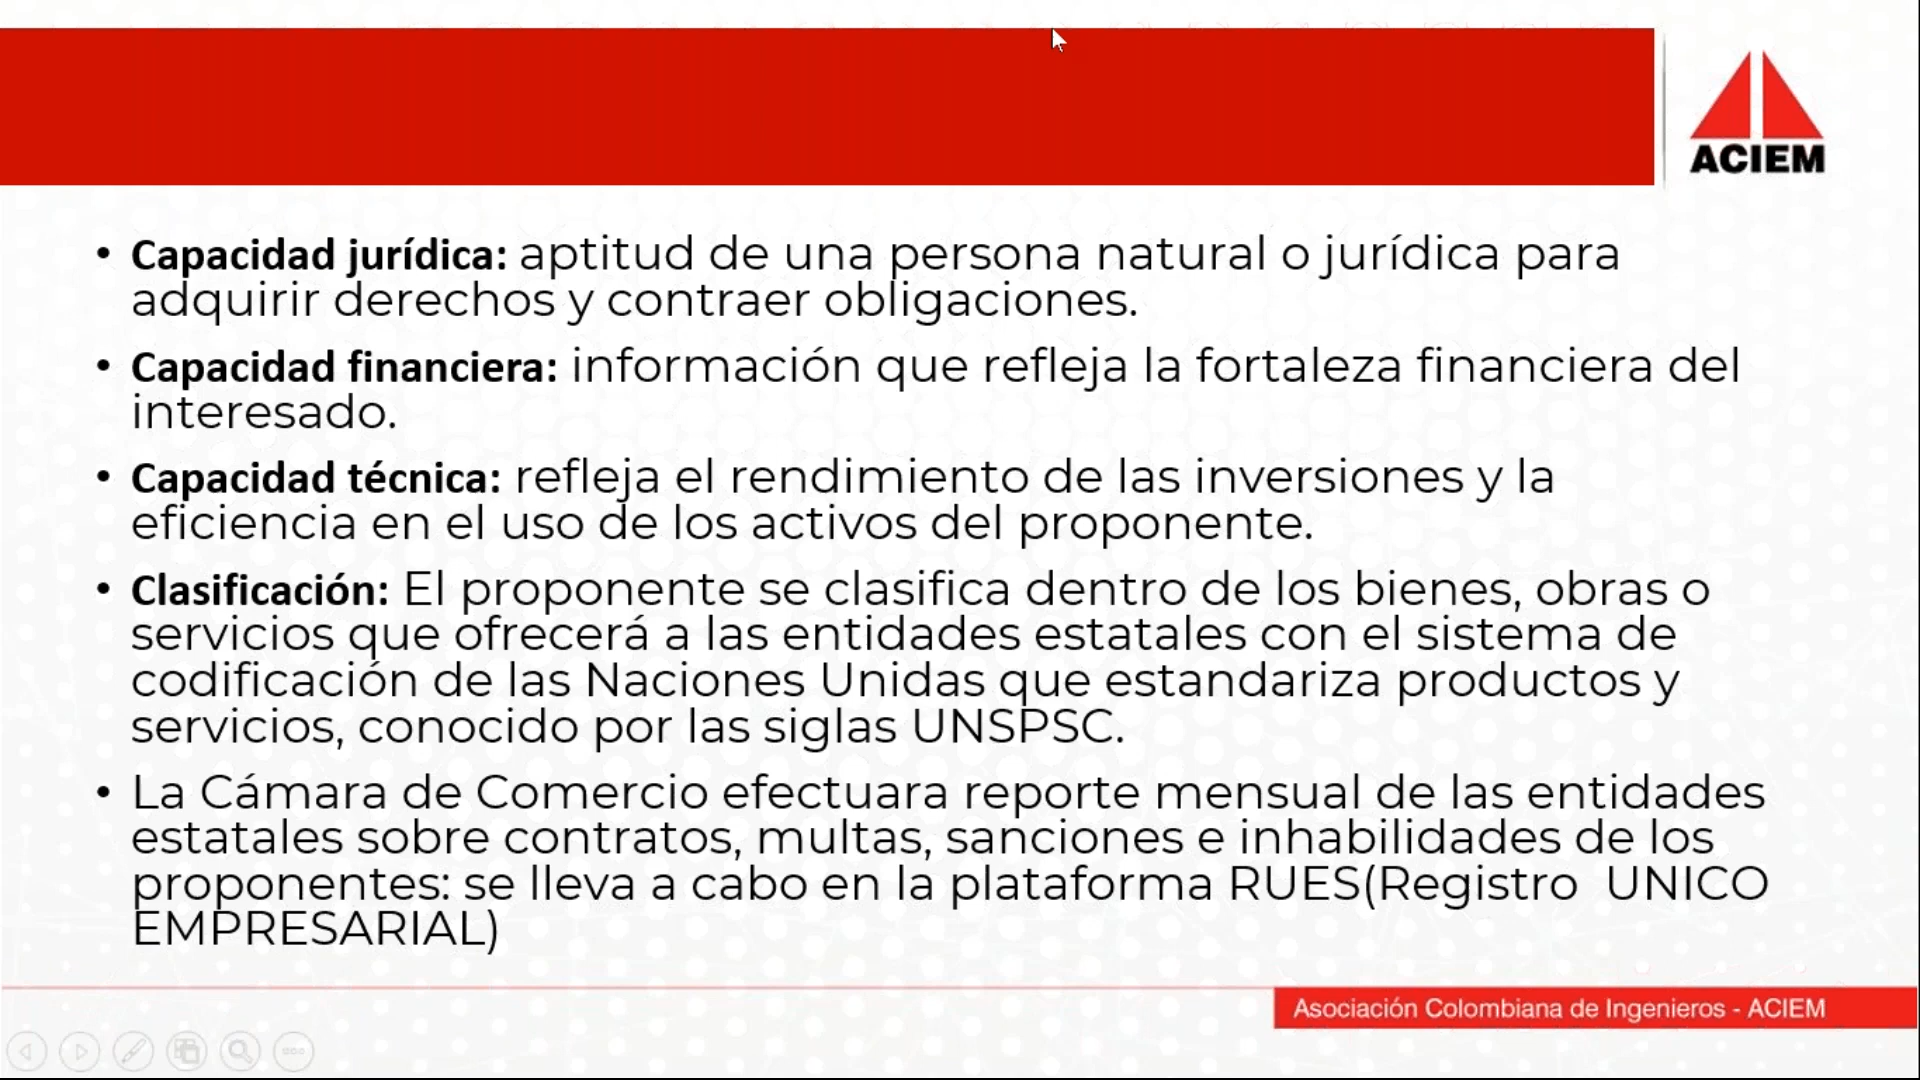 ACIEM
• Capacidad jurídica: aptitud de una persona natural o jurídica para
adquirir derechos y contraer obligaciones.
• Capacidad financiera: información que refleja la fortaleza financiera del
interesado.
• Capacidad técnica: refleja el rendimiento de las inversiones y la
eficiencia en el uso de los activos del proponente.
• Clasificación: El proponente se clasifica dentro de los bienes, obras o
servicios que ofrecerá a las entidades estatales con el sistema de
codificación de las Naciones Unidas que estandariza productos y
servicios, conocido por las siglas UNSPSC.
• La Cámara de Comercio efectuara reporte mensual de las entidades
estatales sobre contratos, multas, sanciones e inhabilidades de los
proponentes: se lleva a cabo en la plataforma RUES(Registro  UNICO
EMPRESARIAL)
Asociación Colombiana de Ingenieros - ACIEM